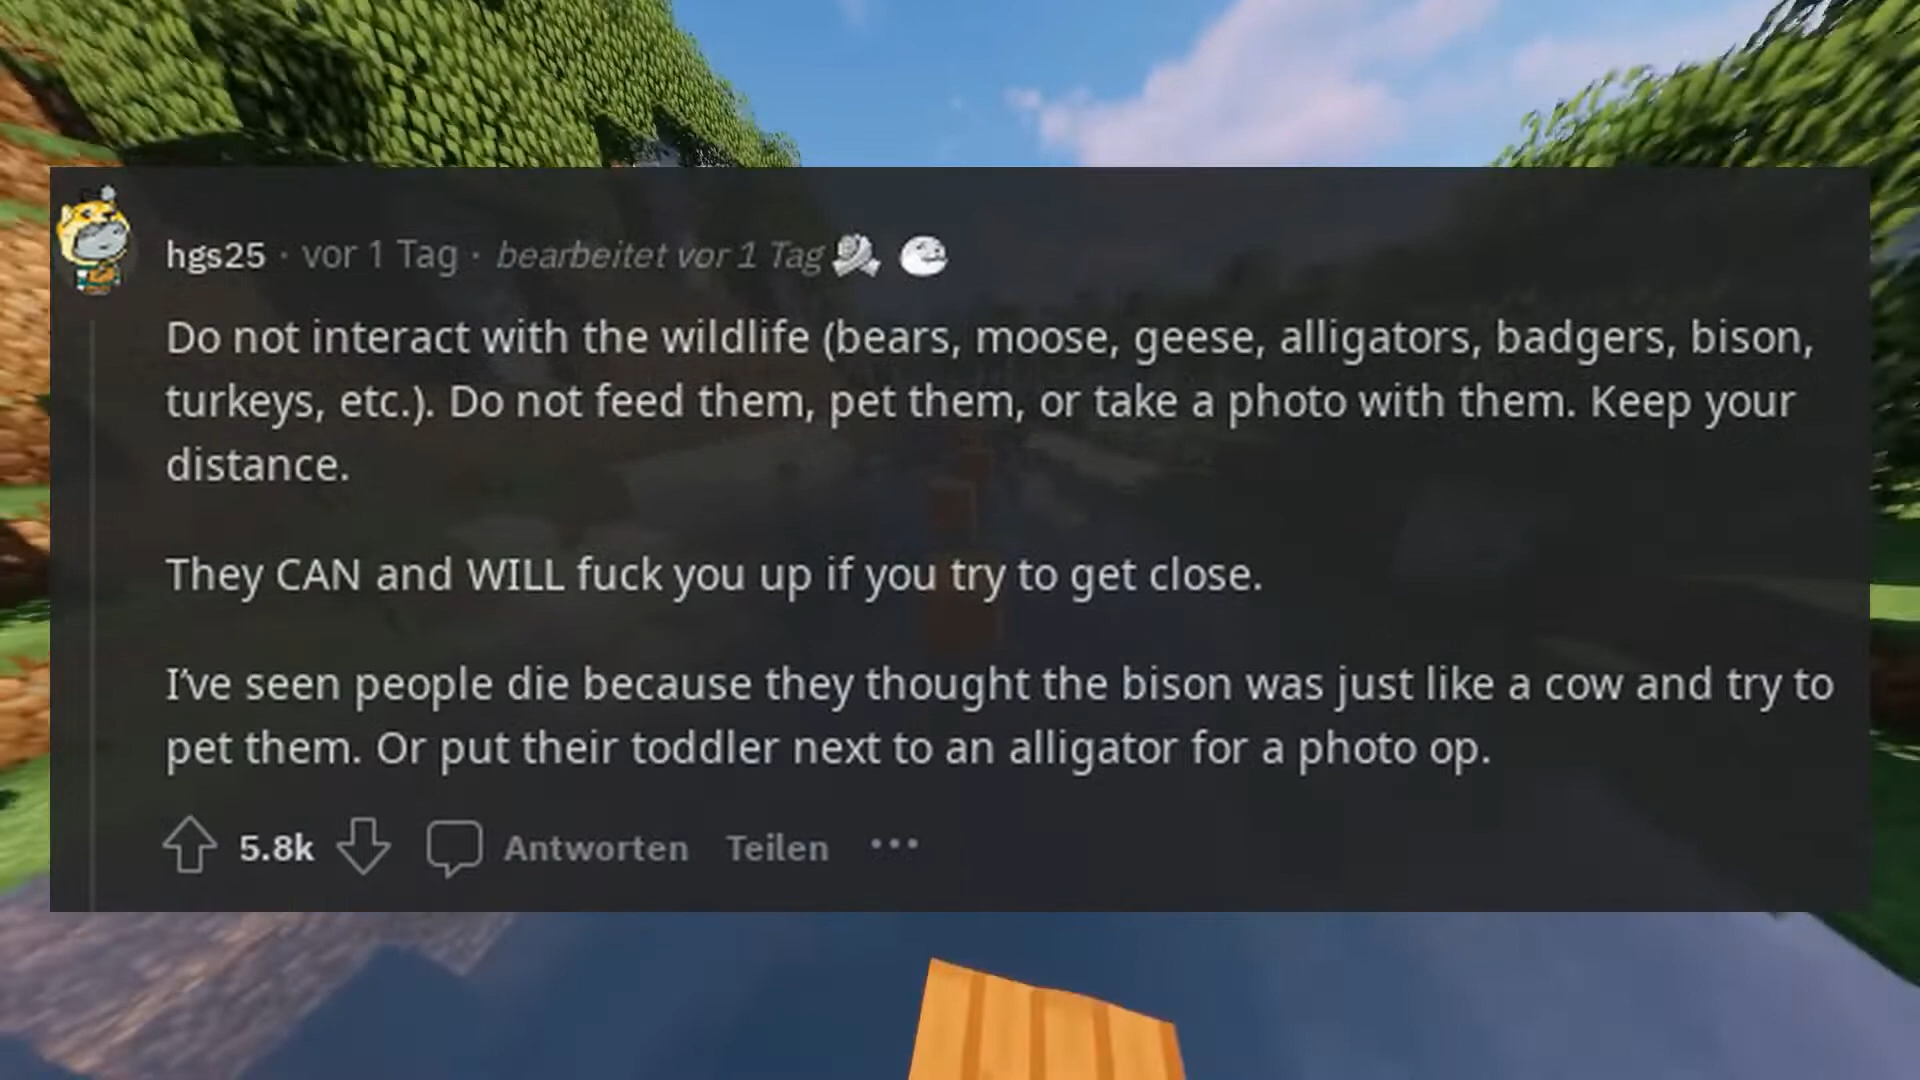 hgs25 · vor 1 Tag · bearbeitet vor 1 Tag
Do not interact with the wildlife (bears, moose, geese, alligators, badgers, bison,
turkeys, etc.). Do not feed them, pet them, or take a photo with them. Keep your
distance.
They CAN and WILL fuck you up if you try to get close.
I’ve seen people die because they thought the bison was just like a cow and try to
pet them. Or put their toddler next to an alligator for a photo op.
5.8k Antworten Teilen •••